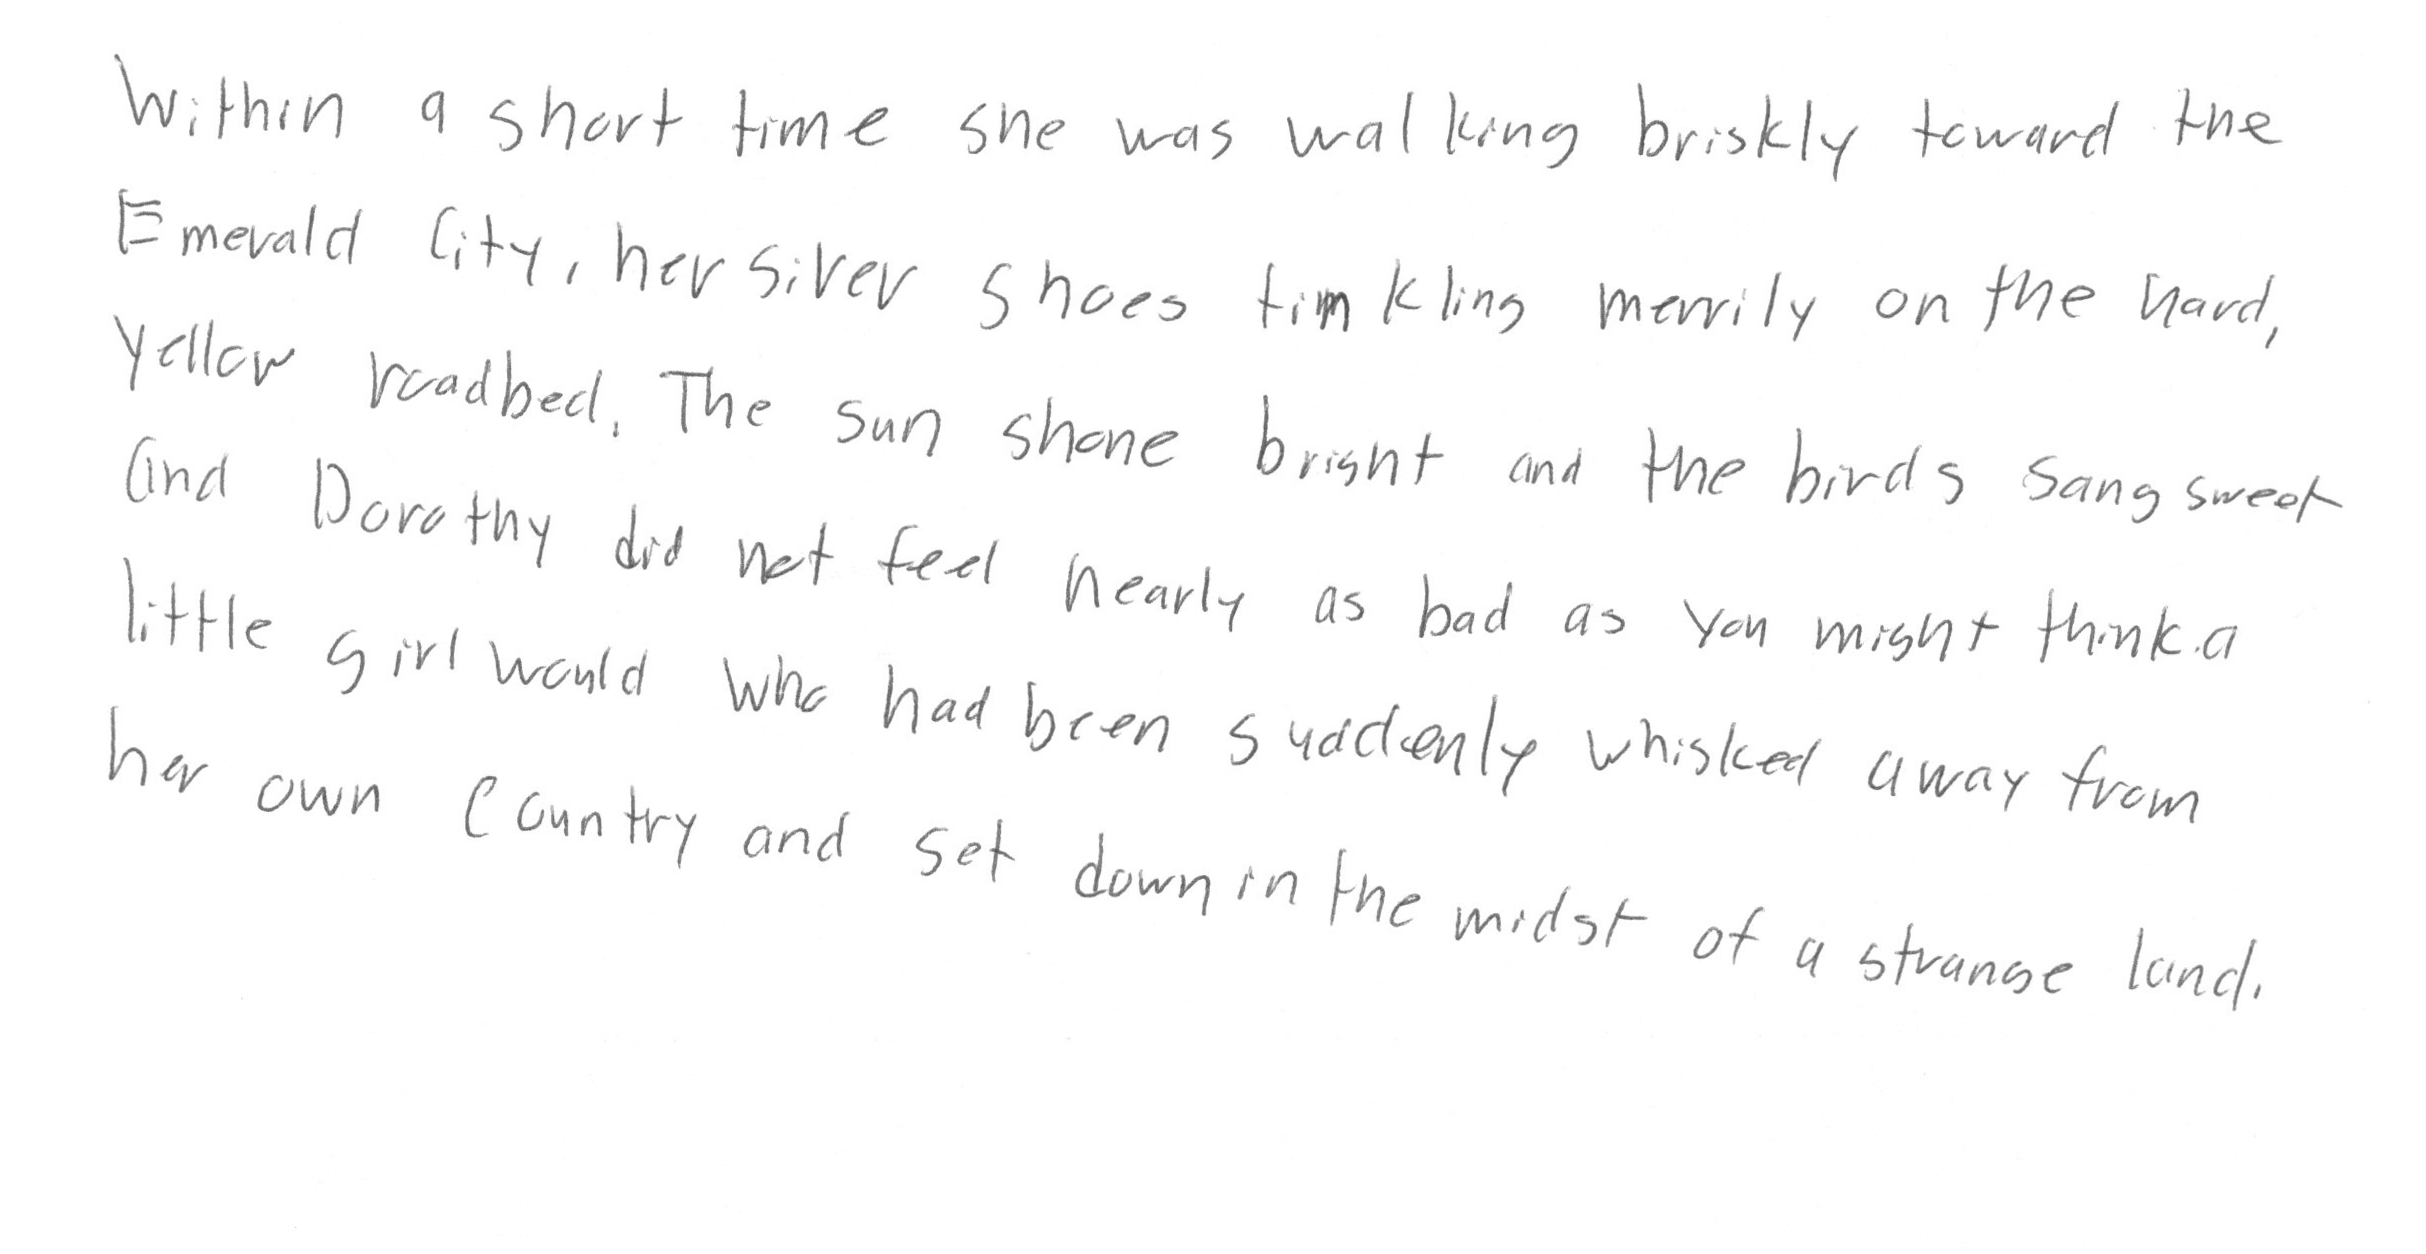 Within a short time she was walking briskly toward the
Emerald City, her silver shoes timkling merrily on the hard,
yellow roadbed. The sun shone bright and the birds sang sweet
and Dorothy did not feel nearly as bad as you might think a
little girl would who had been suddenly whisked away from
her own country and set down in the midst of a strange land.